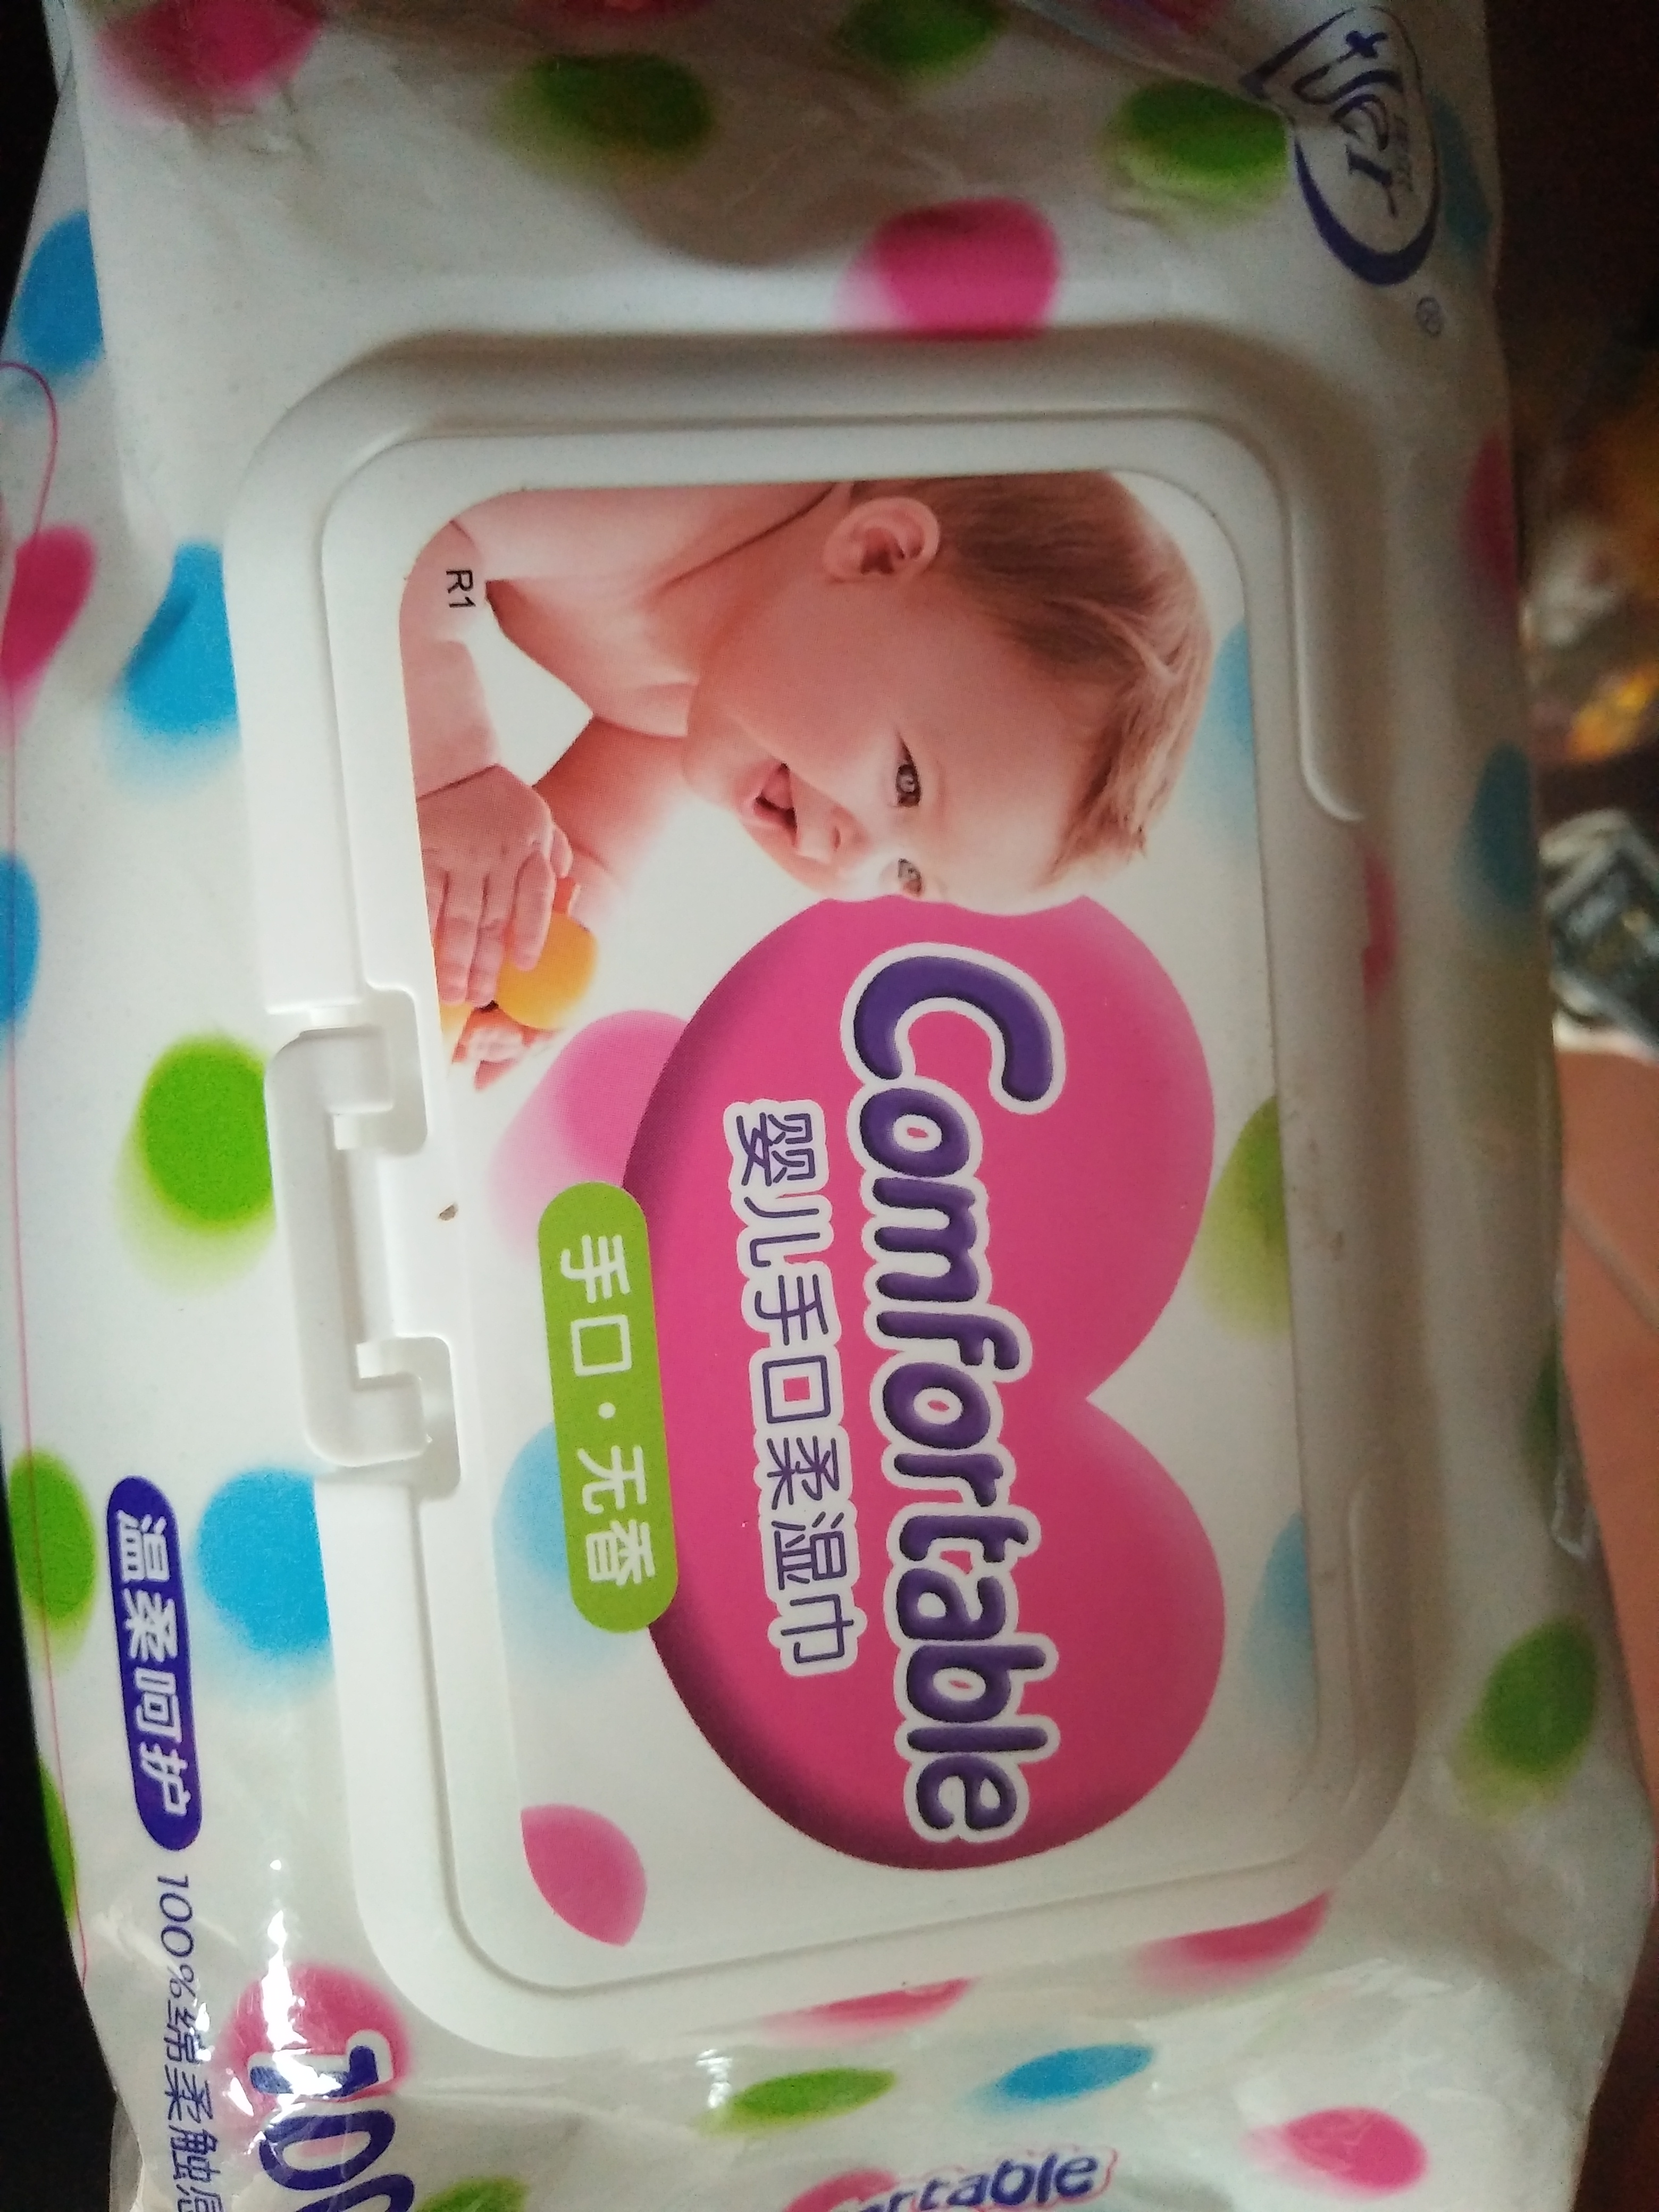 Comfortable
婴儿手口柔湿巾
手口·无香
R1
温柔呵护
100%绵柔触感